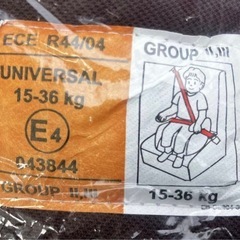 ECE R44/04
UNIVERSAL
15-36 kg
E4
043844
GROUP II,III
GROUP II,III
15-36 kg